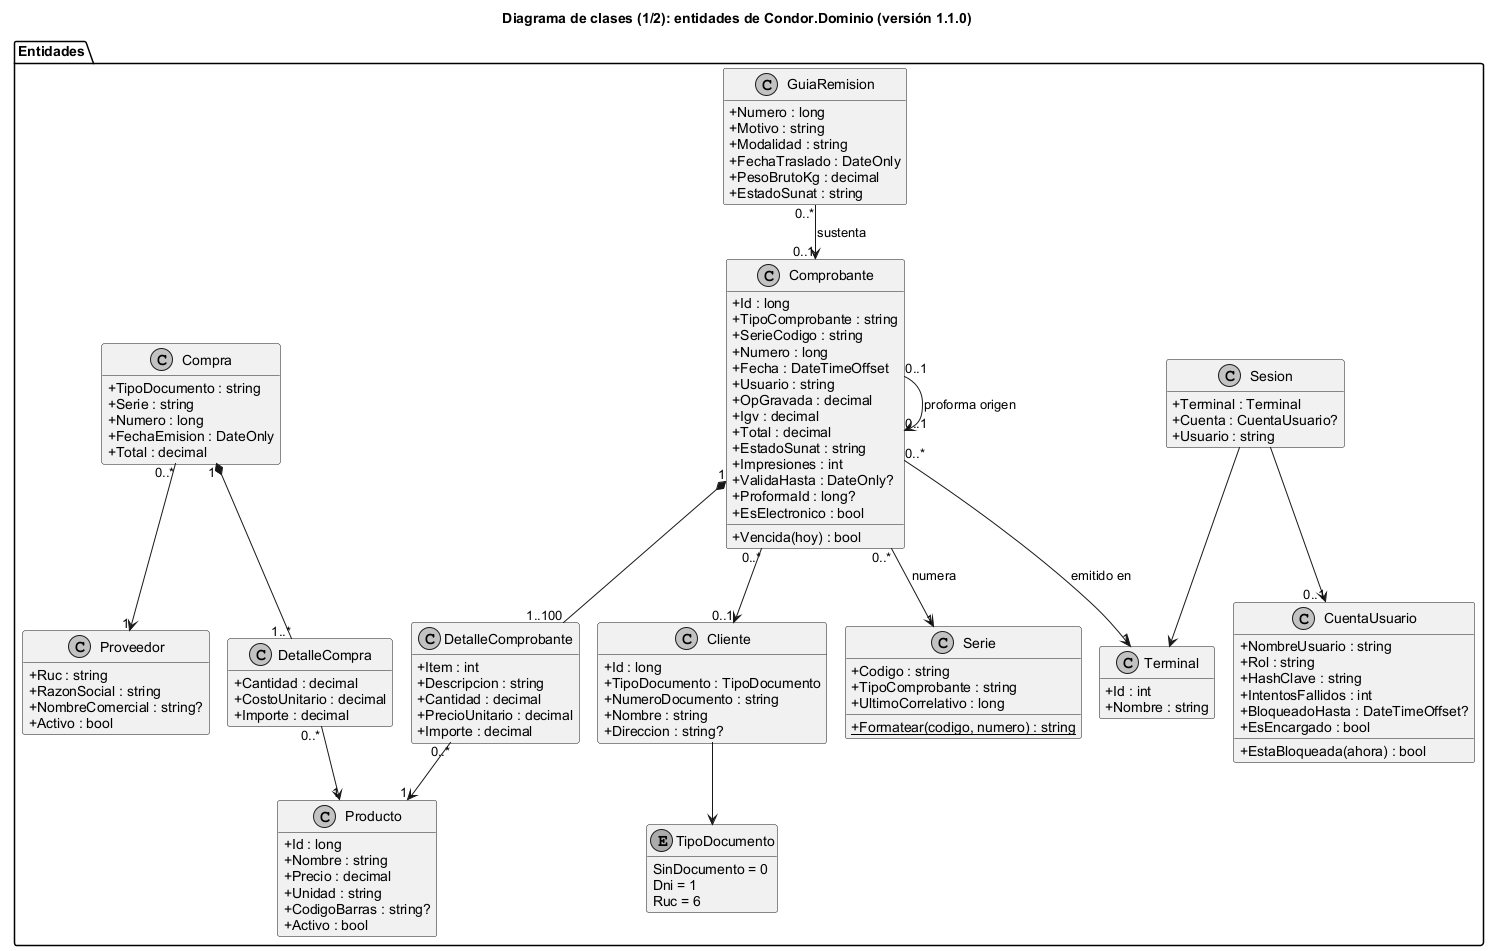 Diagrama de clases (1/2): entidades de Condor.Dominio (versión 1.1.0)
Entidades
C GuiaRemision
+Numero : long
+Motivo : string
+Modalidad : string
+FechaTraslado : DateOnly
+PesoBrutoKg : decimal
+EstadoSunat : string
0..*
sustenta
0..1
C Comprobante
+Id : long
+TipoComprobante : string
+SerieCodigo : string
+Numero : long
+Fecha : DateTimeOffset
+Usuario : string
+OpGravada : decimal
+Igv : decimal
+Total : decimal
+EstadoSunat : string
+Impresiones : int
+ValidaHasta : DateOnly?
+ProformaId : long?
+EsElectronico : bool
+Vencida(hoy) : bool
0..1
proforma origen
0..1
0..*
1
0..*
0..*
numera
emitido en
C Compra
+TipoDocumento : string
+Serie : string
+Numero : long
+FechaEmision : DateOnly
+Total : decimal
0..*
1
C Sesion
+Terminal : Terminal
+Cuenta : CuentaUsuario?
+Usuario : string
1
1..*
1..100
0..1
0..1
C Proveedor
+Ruc : string
+RazonSocial : string
+NombreComercial : string?
+Activo : bool
C DetalleCompra
+Cantidad : decimal
+CostoUnitario : decimal
+Importe : decimal
0..*
C DetalleComprobante
+Item : int
+Descripcion : string
+Cantidad : decimal
+PrecioUnitario : decimal
+Importe : decimal
0..*
C Cliente
+Id : long
+TipoDocumento : TipoDocumento
+NumeroDocumento : string
+Nombre : string
+Direccion : string?
C Serie
+Codigo : string
+TipoComprobante : string
+UltimoCorrelativo : long
+Formatear(codigo, numero) : string
1
C Terminal
+Id : int
+Nombre : string
C CuentaUsuario
+NombreUsuario : string
+Rol : string
+HashClave : string
+IntentosFallidos : int
+BloqueadoHasta : DateTimeOffset?
+EsEncargado : bool
+EstaBloqueada(ahora) : bool
1
1
C Producto
+Id : long
+Nombre : string
+Precio : decimal
+Unidad : string
+CodigoBarras : string?
+Activo : bool
E TipoDocumento
SinDocumento = 0
Dni = 1
Ruc = 6